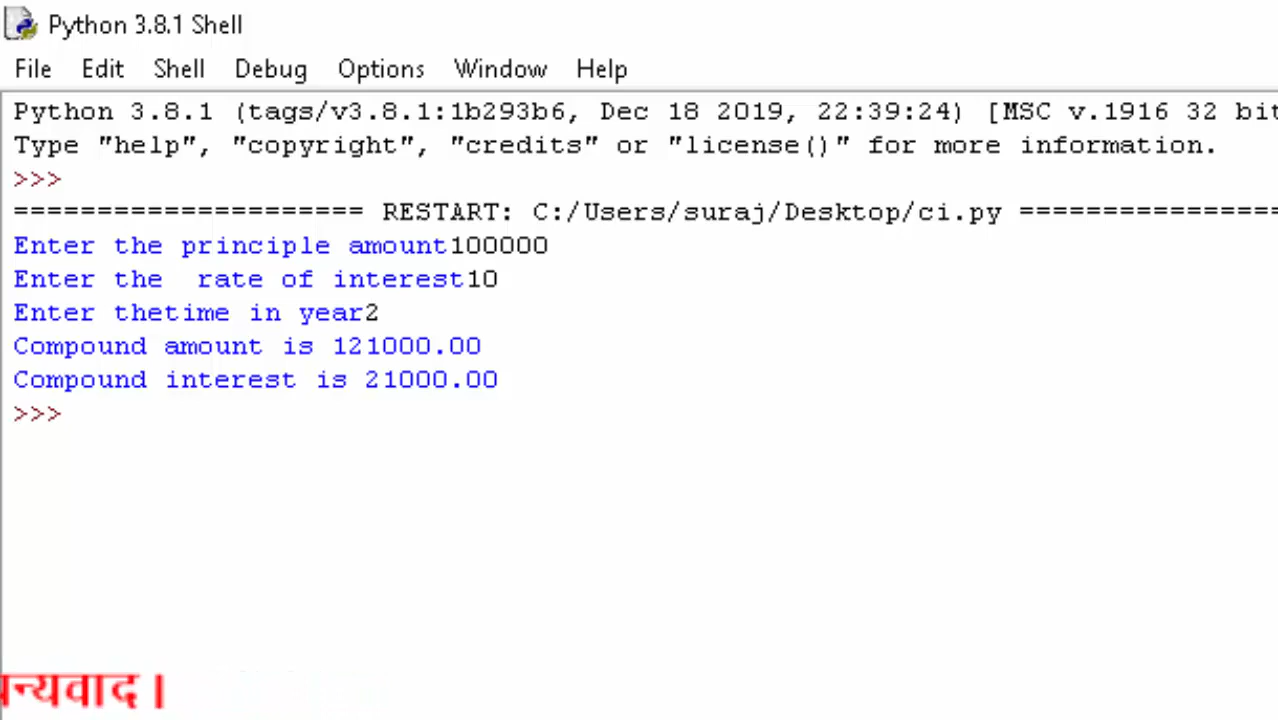 Python 3.8.1 Shell
File Edit Shell Debug Options Window Help
Python 3.8.1 (tags/v3.8.1:1b293b6, Dec 18 2019, 22:39:24) [MSC v.1916 32 bit
Type "help", "copyright", "credits" or "license()" for more information.
>>>
===================== RESTART: C:/Users/suraj/Desktop/ci.py ================
Enter the principle amount100000
Enter the  rate of interest10
Enter thetime in year2
Compound amount is 121000.00
Compound interest is 21000.00
>>>
न्यवाद।